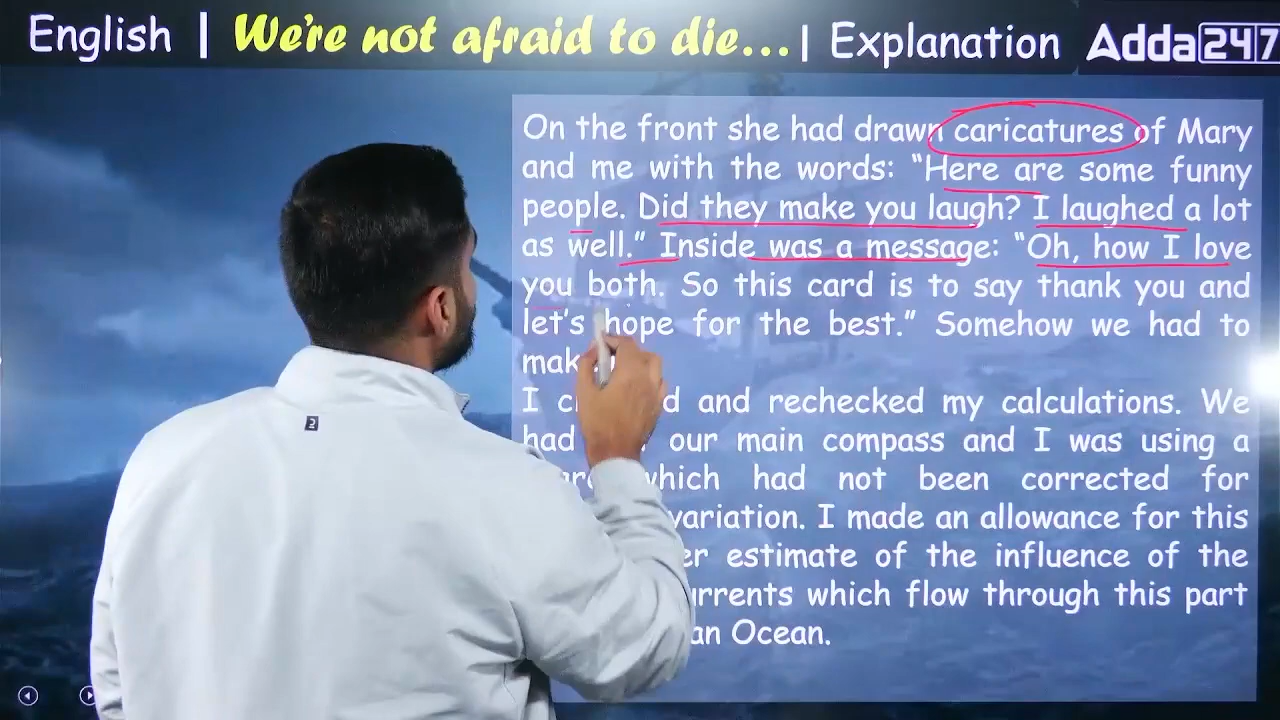 English | We're not afraid to die... | Explanation Adda247
On the front she had drawn caricatures of Mary
and me with the words: “Here are some funny
people. Did they make you laugh? I laughed a lot
as well.” Inside was a message: “Oh, how I love
you both. So this card is to say thank you and
let’s hope for the best.” Somehow we had to
I and rechecked my calculations. We
had our main compass and I was using a
which had not been corrected for
variation. I made an allowance for this
estimate of the influence of the
currents which flow through this part
Ocean.